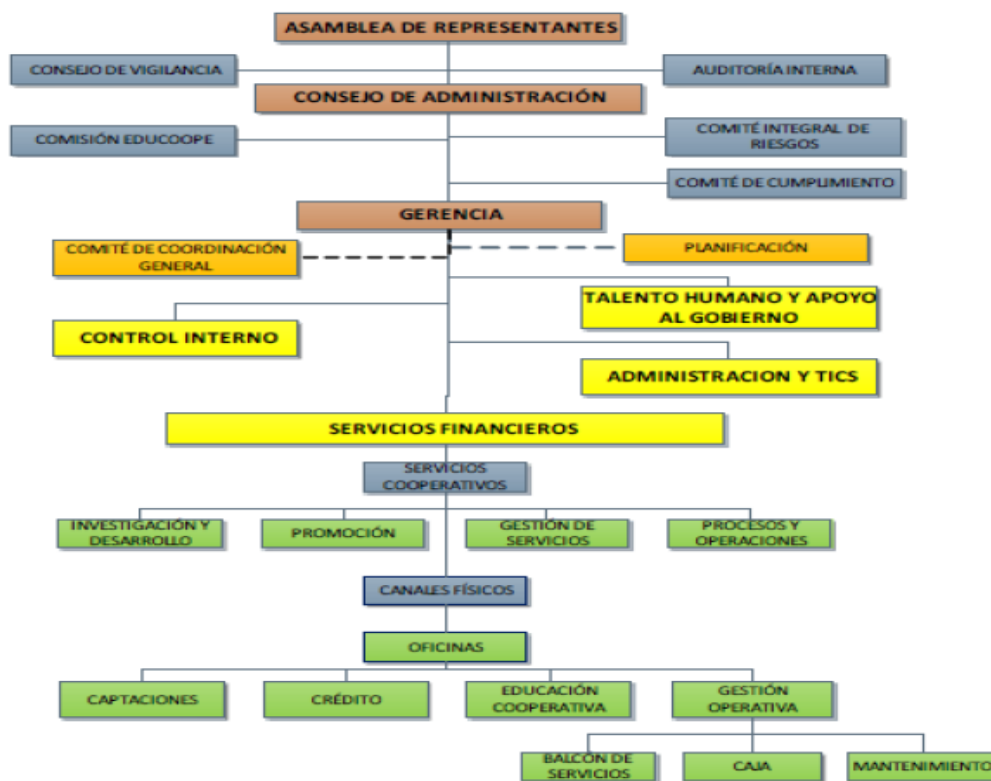 ASAMBLEA DE REPRESENTANTES
CONSEJO DE VIGILANCIA
AUDITORÍA INTERNA
CONSEJO DE ADMINISTRACIÓN
COMISIÓN EDUCOOPE
COMITÉ INTEGRAL DE
RIESGOS
COMITÉ DE CUMPLIMIENTO
GERENCIA
COMITÉ DE COORDINACIÓN
GENERAL
PLANIFICACIÓN
TALENTO HUMANO Y APOYO
AL GOBIERNO
CONTROL INTERNO
ADMINISTRACION Y TICS
SERVICIOS FINANCIEROS
SERVICIOS
COOPERATIVOS
INVESTIGACIÓN Y
DESARROLLO
PROMOCIÓN
GESTIÓN DE
SERVICIOS
PROCESOS Y
OPERACIONES
CANALES FÍSICOS
OFICINAS
CAPTACIONES
CRÉDITO
EDUCACIÓN
COOPERATIVA
GESTIÓN
OPERATIVA
BALCÓN DE
SERVICIOS
CAJA
MANTENIMIENTO